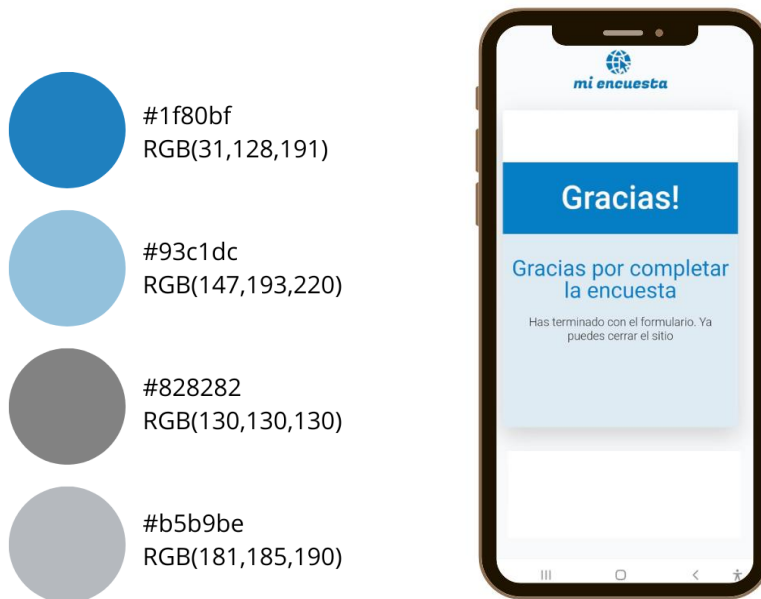 #1f80bf
RGB(31,128,191)
#93c1dc
RGB(147,193,220)
#828282
RGB(130,130,130)
#b5b9be
RGB(181,185,190)
mi encuesta
Gracias!
Gracias por completar
la encuesta
Has terminado con el formulario. Ya
puedes cerrar el sitio